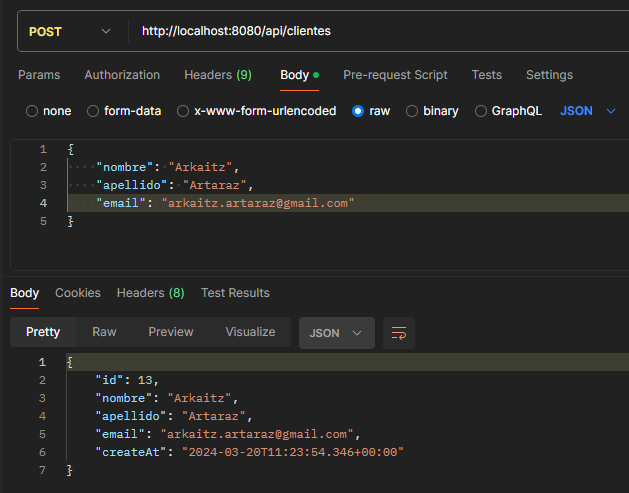 POST http://localhost:8080/api/clientes
Params Authorization Headers (9) Body Pre-request Script Tests Settings
none form-data x-www-form-urlencoded raw binary GraphQL JSON
1 {
2 "nombre": "Arkaitz",
3 "apellido": "Artaraz",
4 "email": "arkaitz.artaraz@gmail.com"
5 }
Body Cookies Headers (8) Test Results
Pretty Raw Preview Visualize JSON
1 {
2 "id": 13,
3 "nombre": "Arkaitz",
4 "apellido": "Artaraz",
5 "email": "arkaitz.artaraz@gmail.com",
6 "createAt": "2024-03-20T11:23:54.346+00:00"
7 }